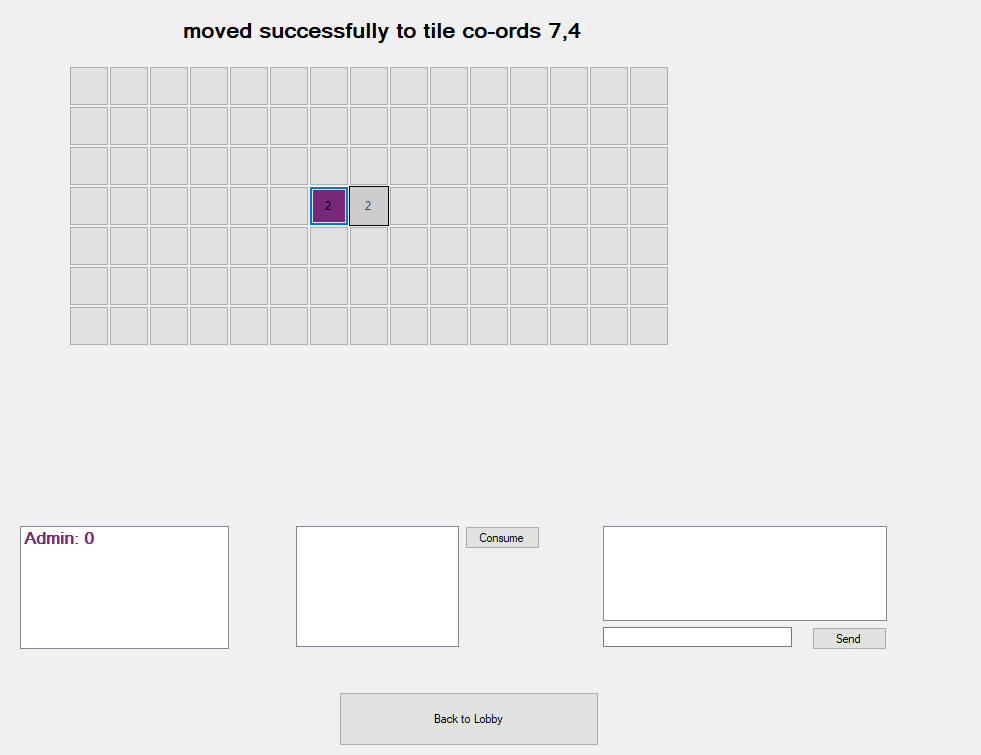 moved successfully to tile co-ords 7,4
2 2
Admin: 0
Consume
Send
Back to Lobby